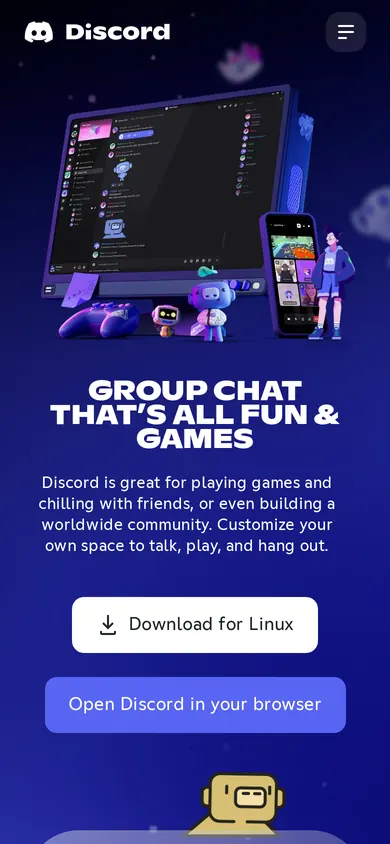 Discord
GROUP CHAT
THAT'S ALL FUN &
GAMES
Discord is great for playing games and
chilling with friends, or even building a
worldwide community. Customize your
own space to talk, play, and hang out.
Download for Linux
Open Discord in your browser